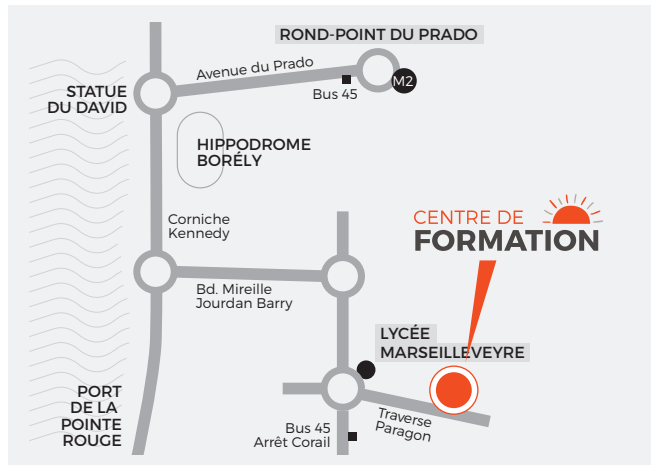 ROND-POINT DU PRADO
Avenue du Prado
M2
Bus 45
STATUE
DU DAVID
HIPPODROME
BORÉLY
Corniche
Kennedy
CENTRE DE
FORMATION
Bd. Mireille
Jourdan Barry
LYCÉE
MARSEILLEVEYRE
PORT
DE LA
POINTE
ROUGE
Traverse
Paragon
Bus 45
Arrêt Corail